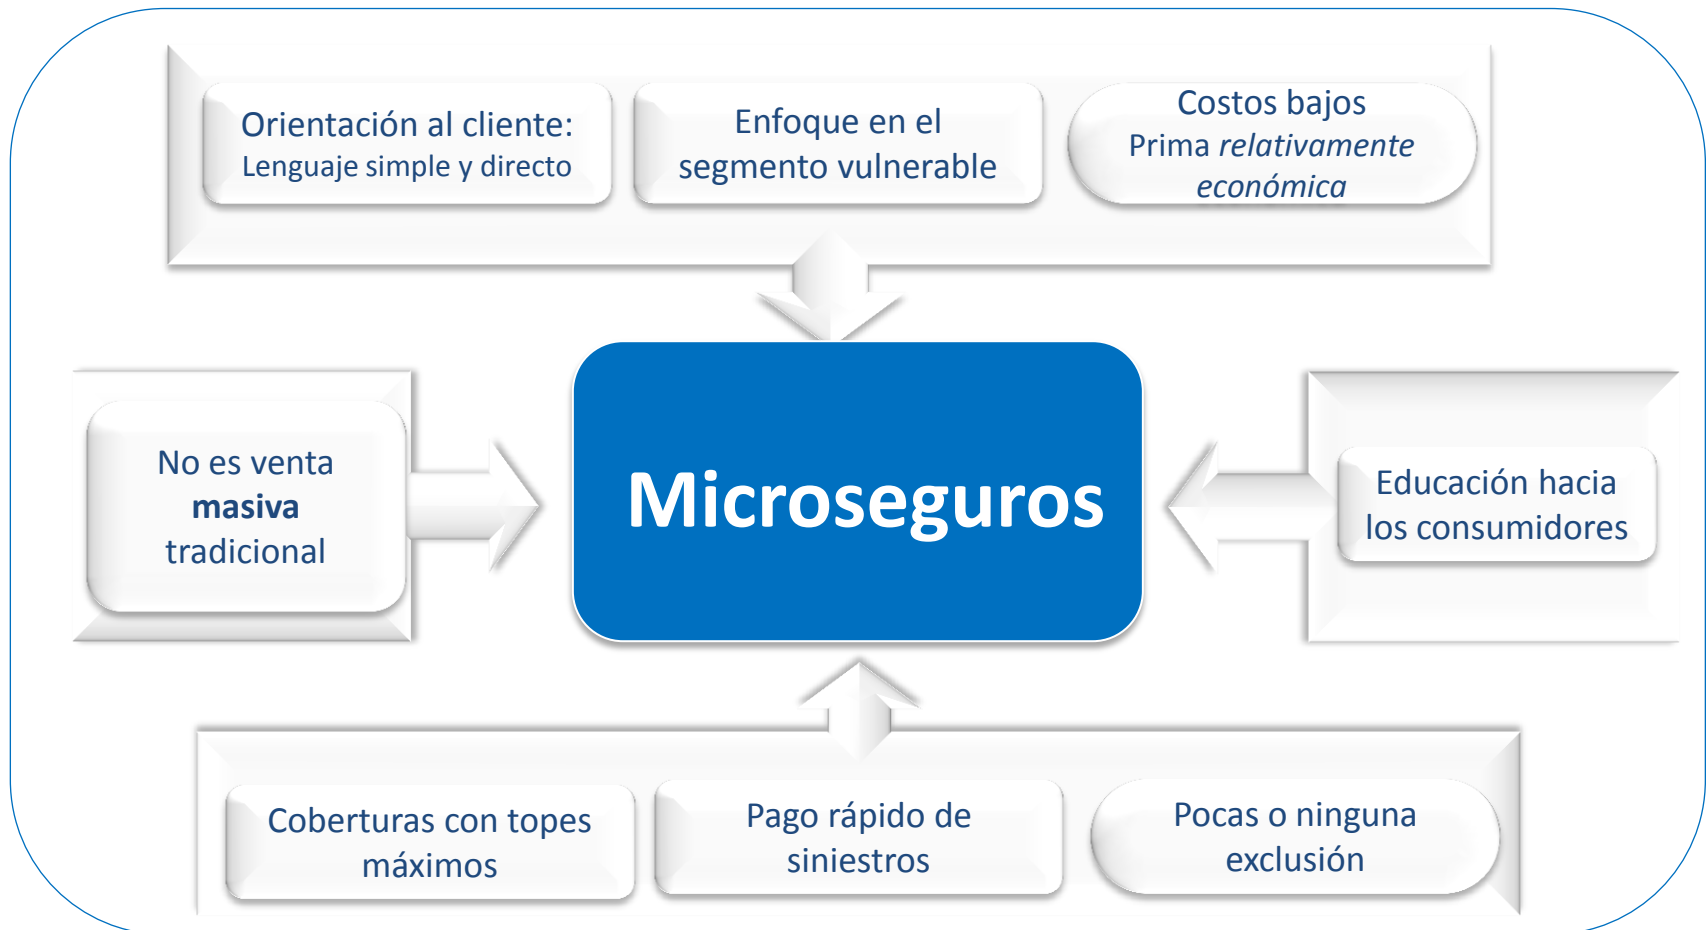 Orientación al cliente:
Lenguaje simple y directo
Enfoque en el
segmento vulnerable
Costos bajos
Prima relativamente
económica
No es venta
masiva
tradicional
Microseguros
Educación hacia
los consumidores
Coberturas con topes
máximos
Pago rápido de
siniestros
Pocas o ninguna
exclusión